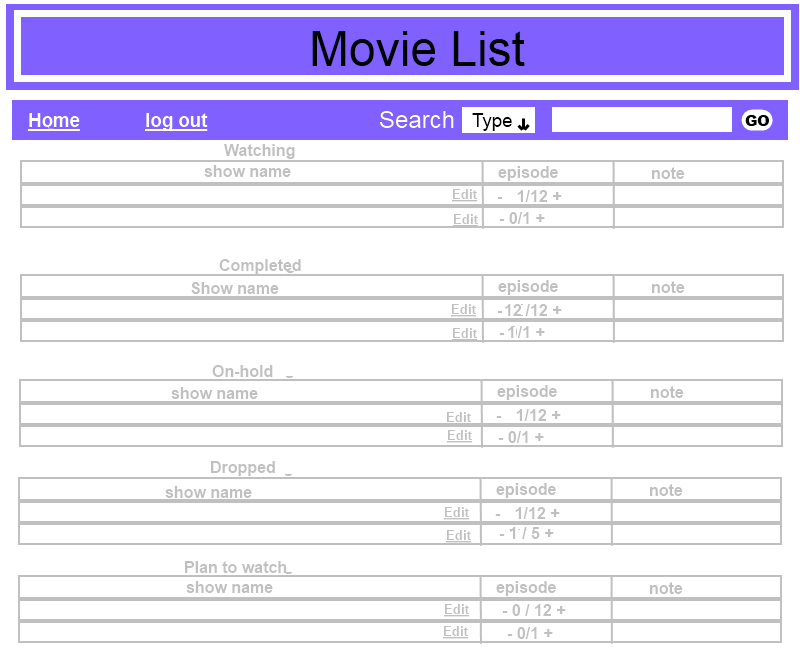 Movie List
Home log out Search Type GO
Watching
show name episode note
Edit - 1/12 +
Edit - 0/1 +
Completed
Show name episode note
Edit -12 /12 +
Edit - 1/1 +
On-hold
show name episode note
Edit - 1/12 +
Edit - 0/1 +
Dropped
show name episode note
Edit - 1/12 +
Edit - 1 / 5 +
Plan to watch
show name episode note
Edit - 0 / 12 +
Edit - 0/1 +